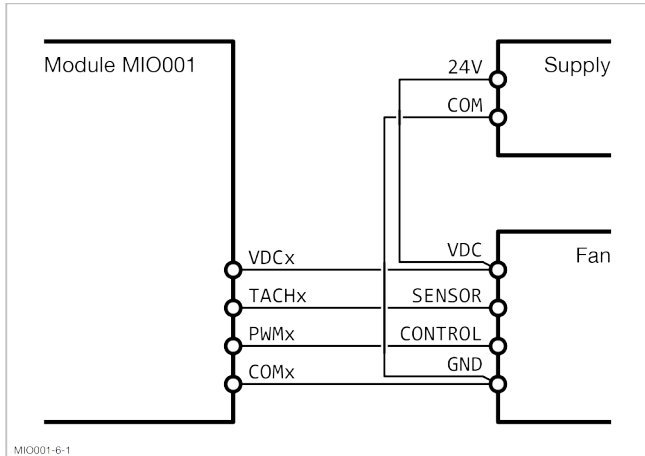 Module MIO001
24V
Supply
COM
VDCx
VDC
Fan
TACHx
SENSOR
PWMx
CONTROL
COMx
GND
MIO001-6-1